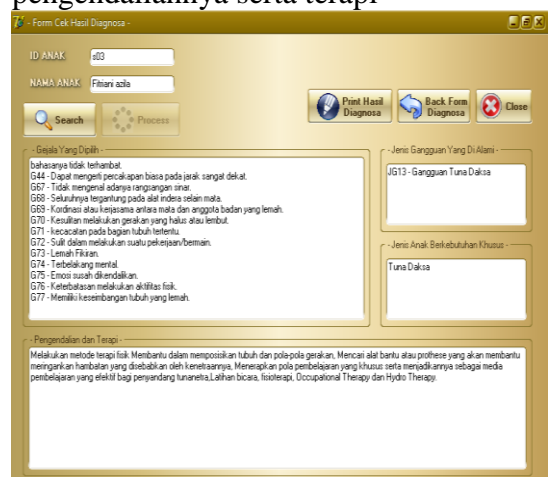 pengendaliannya serta terapi
- Form Cek Hasil Diagnosa -
ID ANAK s03
NAMA ANAK Fitriani azila
Search Process
Print Hasil Diagnosa Back Form Diagnosa Close
- Gejala Yang Dipilih -
bahasanya tidak terhambat.
G44 - Dapat mengerti percakapan biasa pada jarak sangat dekat.
G67 - Tidak mengenal adanya rangsangan sinar.
G68 - Seluruhnya tergantung pada alat indera selain mata.
G69 - Kordinasi atau kerjasama antara mata dan anggota badan yang lemah.
G70 - Kesulitan melakukan gerakan yang halus atau lembut.
G71 - kecacatan pada bagian tubuh tertentu.
G72 - Sulit dalam melakukan suatu pekerjaan/bermain.
G73 - Lemah Fikiran.
G74 - Terbelakang mental.
G75 - Emosi susah dikendalikan.
G76 - Keterbatasan melakukan aktifitas fisik.
G77 - Memiliki keseimbangan tubuh yang lemah.
- Jenis Gangguan Yang Di Alami -
JG13 - Gangguan Tuna Daksa
- Jenis Anak Berkebutuhan Khusus -
Tuna Daksa
- Pengendalian dan Terapi -
Melakukan metode terapi fisik. Membantu dalam memposisikan tubuh dan pola-pola gerakan, Mencari alat bantu atau prothese yang akan membantu
meringankan hambatan yang disebabkan oleh kenetraannya, Menerapkan pola pembelajaran yang khusus serta menjadikannya sebagai media
pembelajaran yang efektif bagi penyandang tunanetra,Latihan bicara, fisioterapi, Occupational Therapy dan Hydro Therapy.